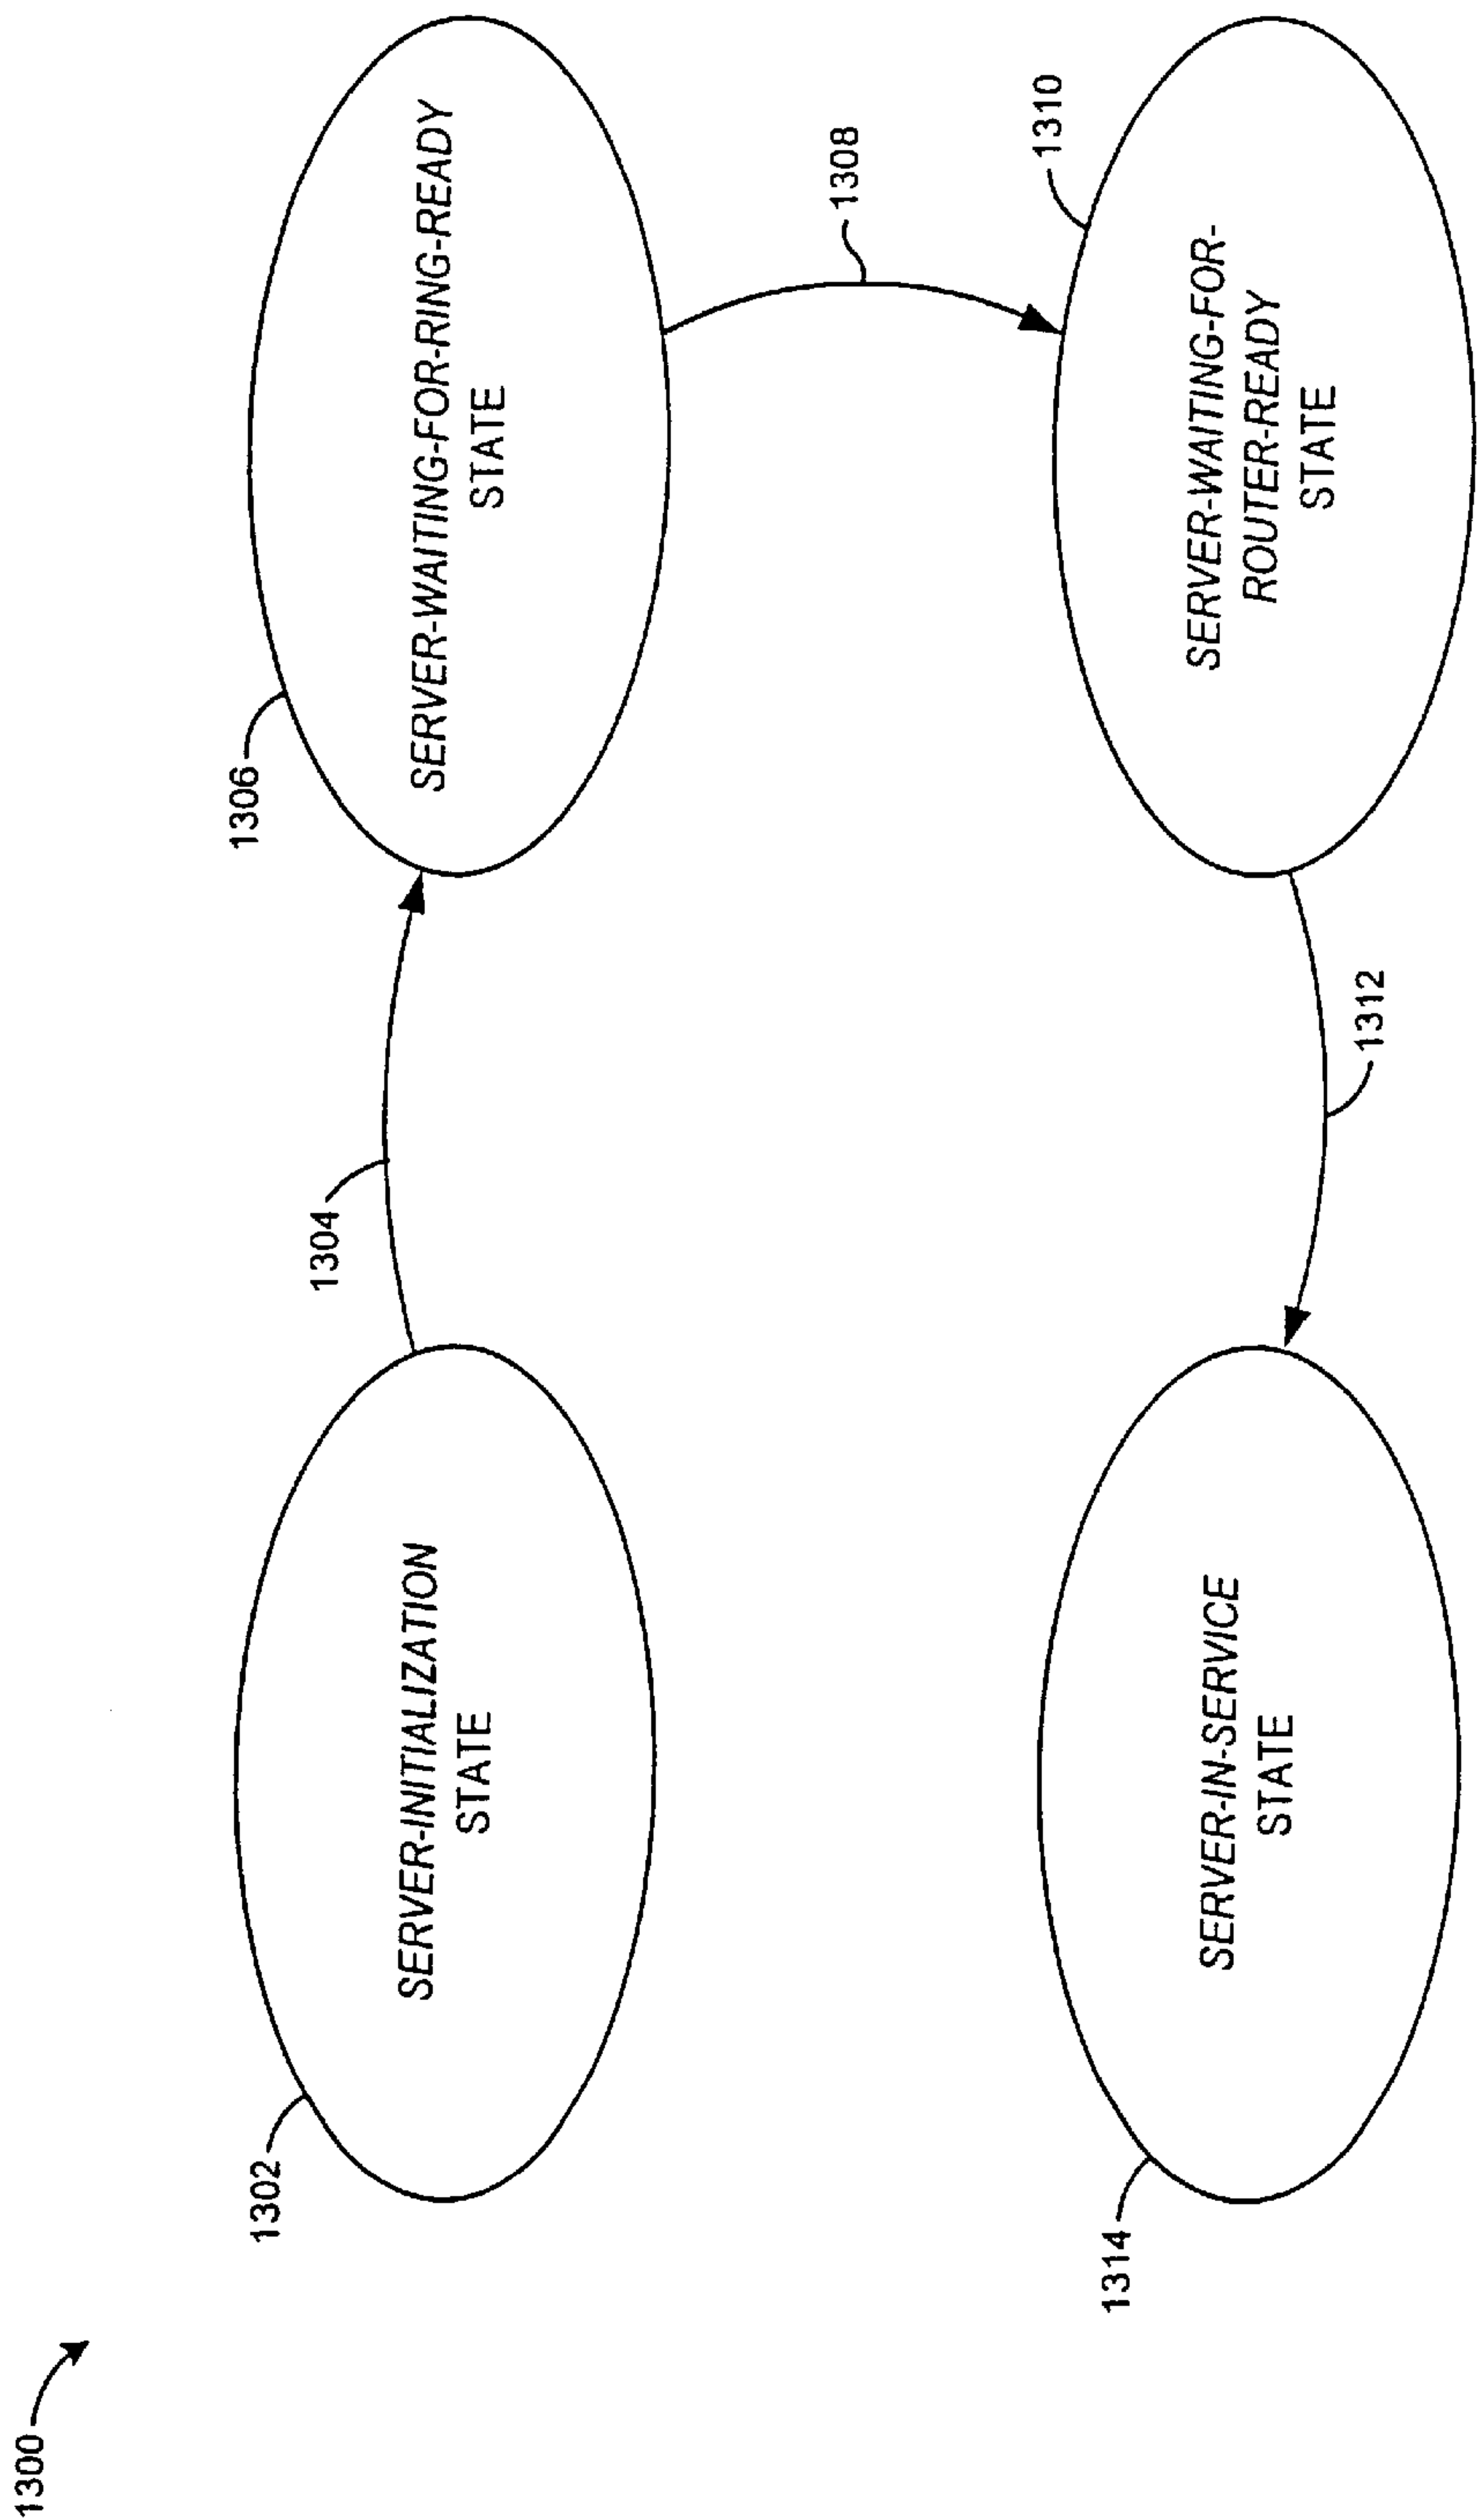 1300
1302
SERVER-INITIALIZATION
STATE
1304
1306
SERVER-WAITING-FOR-RING-READY
STATE
1308
1310
SERVER-WAITING-FOR-
ROUTER-READY
STATE
1312
1314
SERVER-IN-SERVICE
STATE